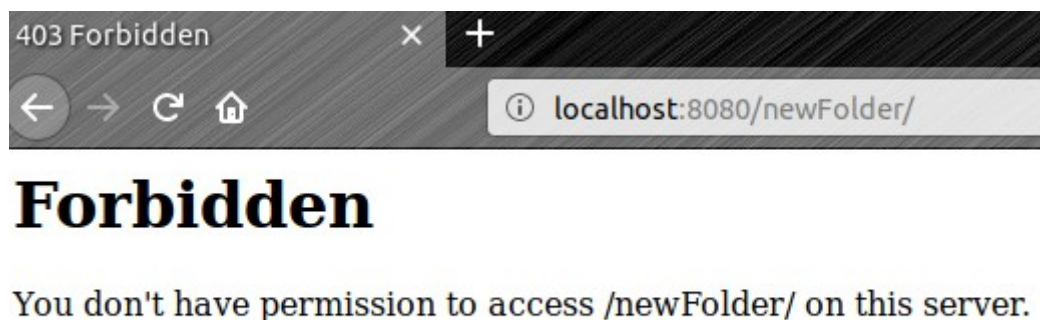 403 Forbidden
localhost:8080/newFolder/
Forbidden
You don't have permission to access /newFolder/ on this server.